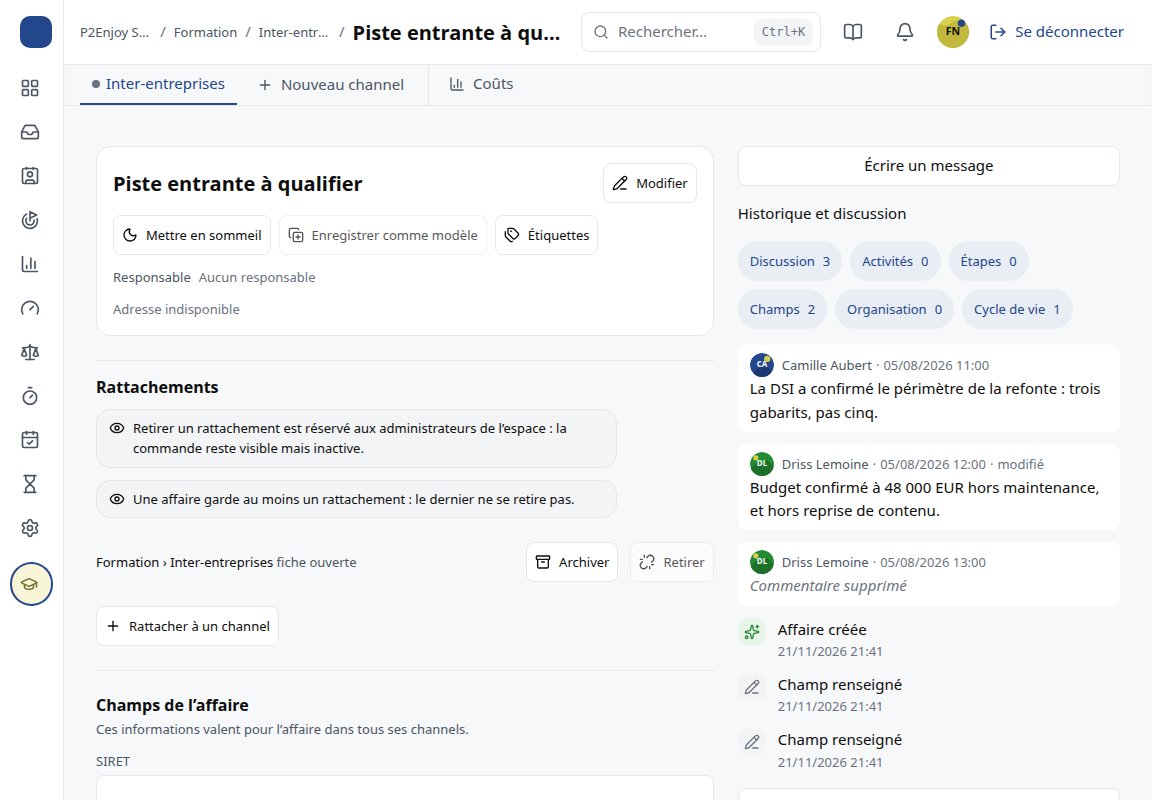 P2Enjoy S... / Formation / Inter-entr... / Piste entrante à qu...
Rechercher...
Ctrl+K
FN
Se déconnecter
Inter-entreprises
Nouveau channel
Coûts
Piste entrante à qualifier
Modifier
Mettre en sommeil
Enregistrer comme modèle
Étiquettes
Responsable Aucun responsable
Adresse indisponible
Rattachements
Retirer un rattachement est réservé aux administrateurs de l’espace : la
commande reste visible mais inactive.
Une affaire garde au moins un rattachement : le dernier ne se retire pas.
Formation › Inter-entreprises fiche ouverte
Archiver
Retirer
Rattacher à un channel
Champs de l’affaire
Ces informations valent pour l’affaire dans tous ses channels.
SIRET
Écrire un message
Historique et discussion
Discussion 3
Activités 0
Étapes 0
Champs 2
Organisation 0
Cycle de vie 1
CA
Camille Aubert · 05/08/2026 11:00
La DSI a confirmé le périmètre de la refonte : trois
gabarits, pas cinq.
DL
Driss Lemoine · 05/08/2026 12:00 · modifié
Budget confirmé à 48 000 EUR hors maintenance,
et hors reprise de contenu.
DL
Driss Lemoine · 05/08/2026 13:00
Commentaire supprimé
Affaire créée
21/11/2026 21:41
Champ renseigné
21/11/2026 21:41
Champ renseigné
21/11/2026 21:41